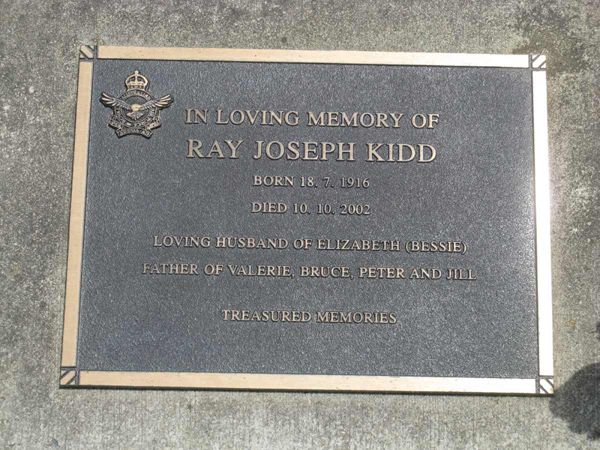 IN LOVING MEMORY OF
RAY JOSEPH KIDD
BORN 18. 7. 1916
DIED 10. 10. 2002
LOVING HUSBAND OF ELIZABETH (BESSIE)
FATHER OF VALERIE, BRUCE, PETER AND JILL
TREASURED MEMORIES